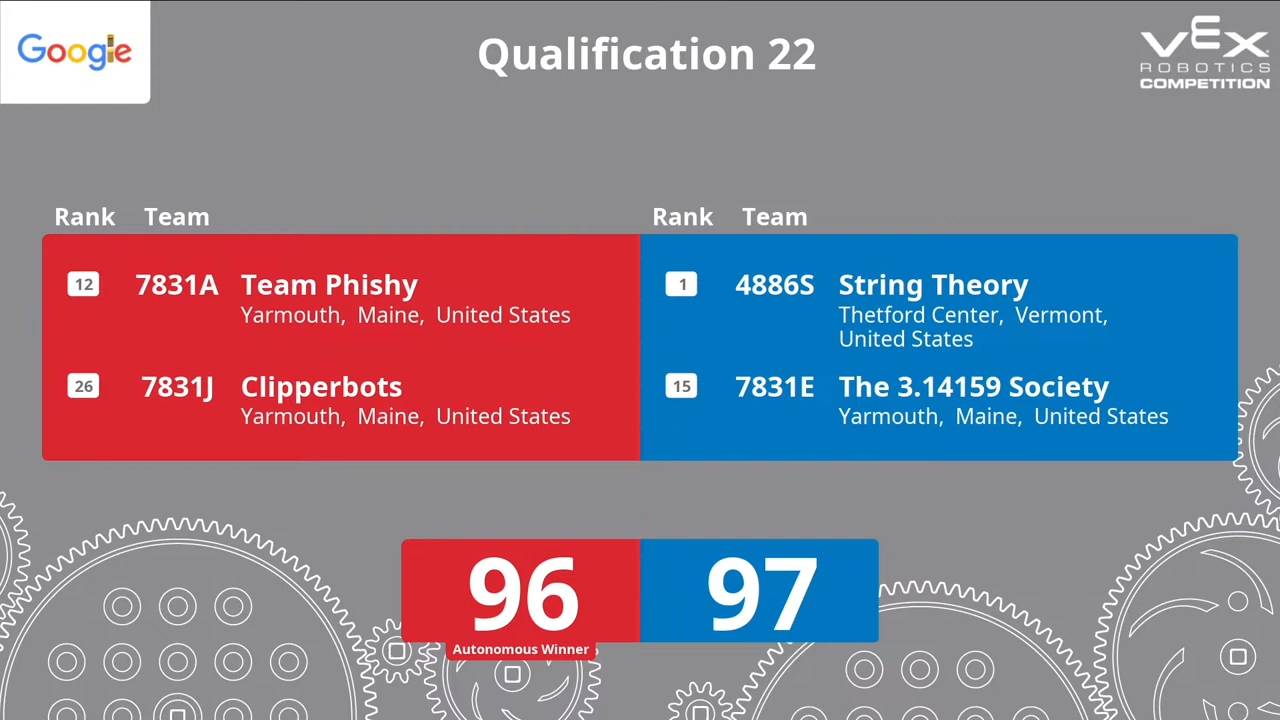 Google
Qualification 22
VEX
ROBOTICS
COMPETITION
Rank Team
Rank Team
12 7831A Team Phishy
Yarmouth, Maine, United States
26 7831J Clipperbots
Yarmouth, Maine, United States
1 4886S String Theory
Thetford Center, Vermont,
United States
15 7831E The 3.14159 Society
Yarmouth, Maine, United States
96
97
Autonomous Winner